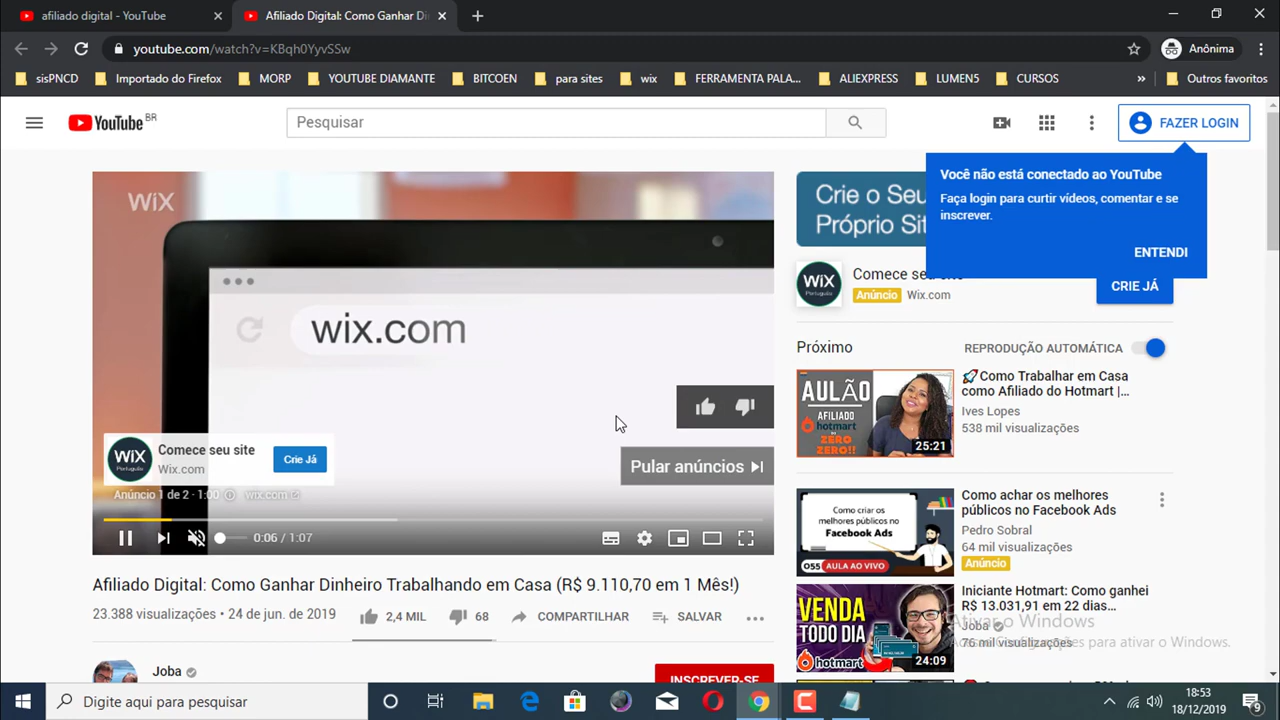 afiliado digital - YouTube
Afiliado Digital: Como Ganhar Din
youtube.com/watch?v=KBqh0YyvSSw
Anônima
sisPNCD
Importado do Firefox
MORP
YOUTUBE DIAMANTE
BITCOEN
para sites
wix
FERRAMENTA PALA...
ALIEXPRESS
LUMEN5
CURSOS
»
Outros favoritos
YouTube BR
Pesquisar
FAZER LOGIN
Você não está conectado ao YouTube
Faça login para curtir vídeos, comentar e se
inscrever.
ENTENDI
WiX
wix.com
WiX
Português
Comece seu site
Wix.com
Crie Já
Pular anúncios
Anúncio 1 de 2 · 1:00
wix.com
0:06 / 1:07
Afiliado Digital: Como Ganhar Dinheiro Trabalhando em Casa (R$ 9.110,70 em 1 Mês!)
23.388 visualizações • 24 de jun. de 2019
2,4 MIL
68
COMPARTILHAR
SALVAR
Joba
INSCREVER-SE
Crie o Seu
Próprio Sit
WiX
Português
Comece seu site
Anúncio
Wix.com
CRIE JÁ
Próximo
REPRODUÇÃO AUTOMÁTICA
AULÃO
AFILIADO
hotmart
DO
ZERO
ZERO!!
25:21
🚀Como Trabalhar em Casa
como Afiliado do Hotmart |...
Ives Lopes
538 mil visualizações
Como criar os
melhores públicos no
Facebook Ads
055 AULA AO VIVO
Como achar os melhores
públicos no Facebook Ads
Pedro Sobral
64 mil visualizações
Anúncio
VENDA
TODO DIA
hotmart
24:09
Iniciante Hotmart: Como ganhei
R$ 13.031,91 em 22 dias...
Joba
76 mil visualizações
Ativar o Windows
Acesse Configurações para ativar o Windows.
Digite aqui para pesquisar
18:53
18/12/2019
9